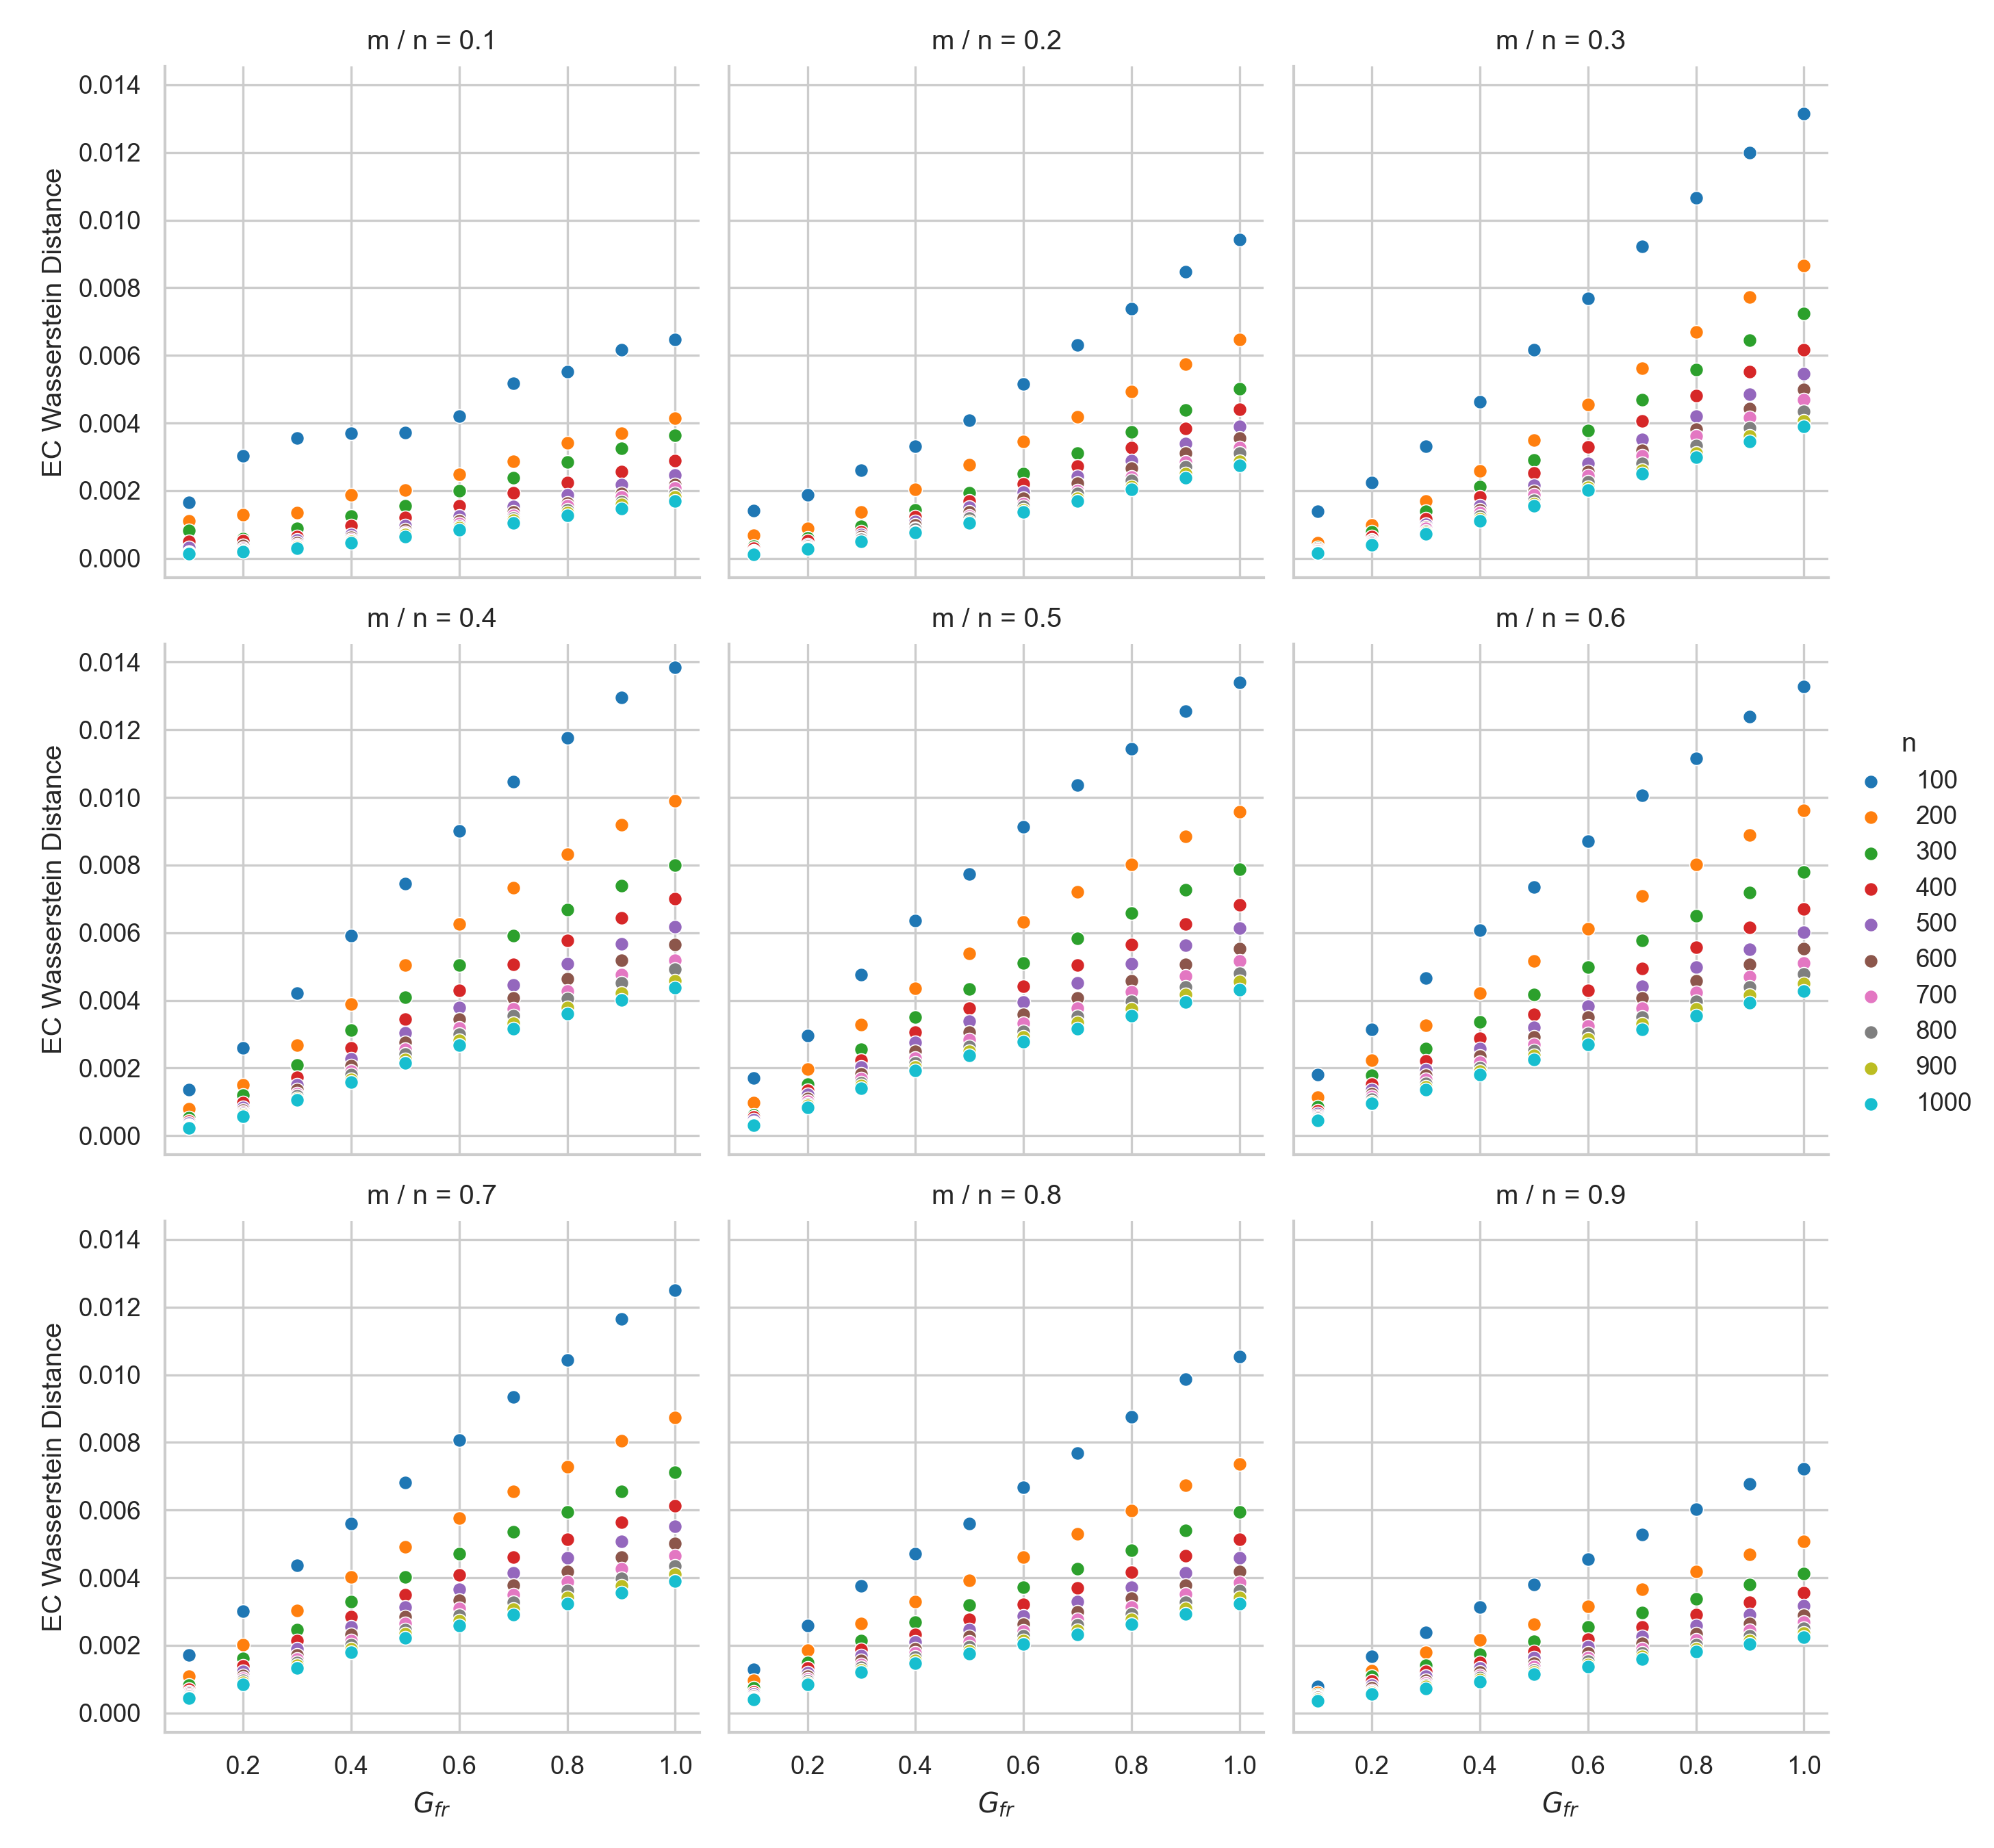 m / n = 0.1
m / n = 0.2
m / n = 0.3
0.014
0.012
0.010
0.008
0.006
0.004
0.002
0.000
EC Wasserstein Distance
m / n = 0.4
m / n = 0.5
m / n = 0.6
0.014
0.012
0.010
0.008
0.006
0.004
0.002
0.000
EC Wasserstein Distance
n
100
200
300
400
500
600
700
800
900
1000
m / n = 0.7
m / n = 0.8
m / n = 0.9
0.014
0.012
0.010
0.008
0.006
0.004
0.002
0.000
EC Wasserstein Distance
0.2 0.4 0.6 0.8 1.0
0.2 0.4 0.6 0.8 1.0
0.2 0.4 0.6 0.8 1.0
G_fr
G_fr
G_fr